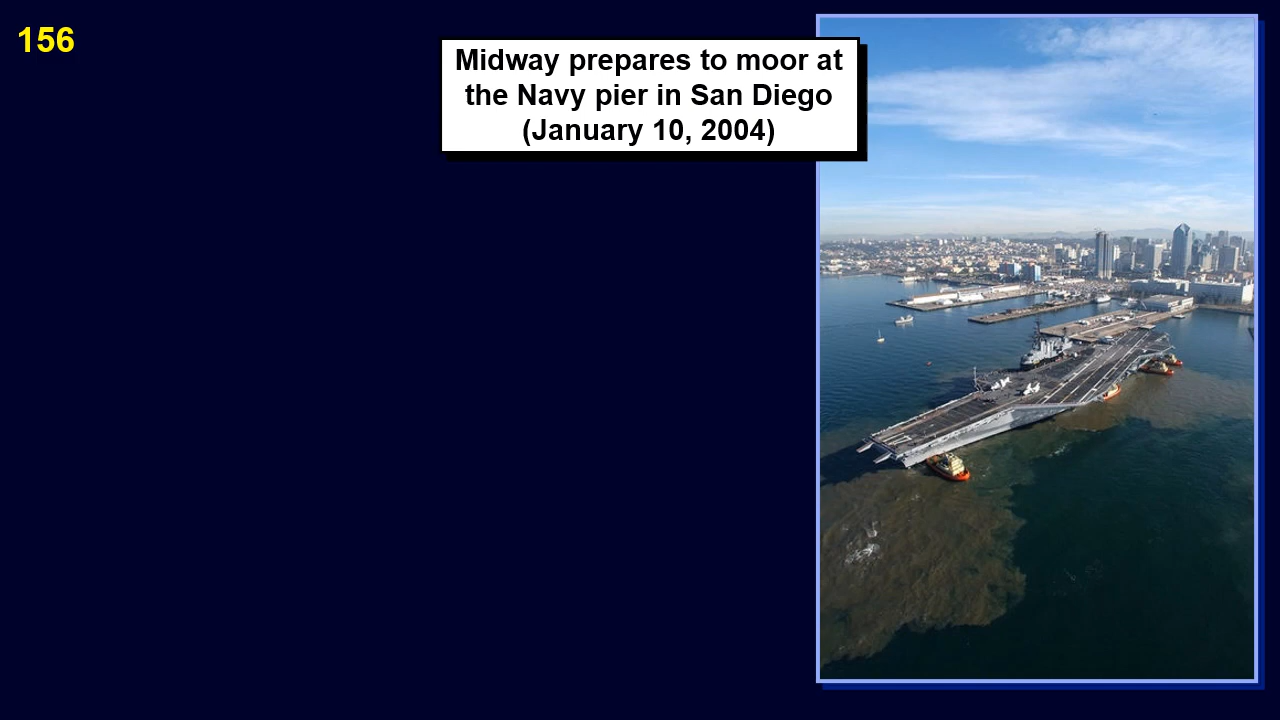 156
Midway prepares to moor at
the Navy pier in San Diego
(January 10, 2004)